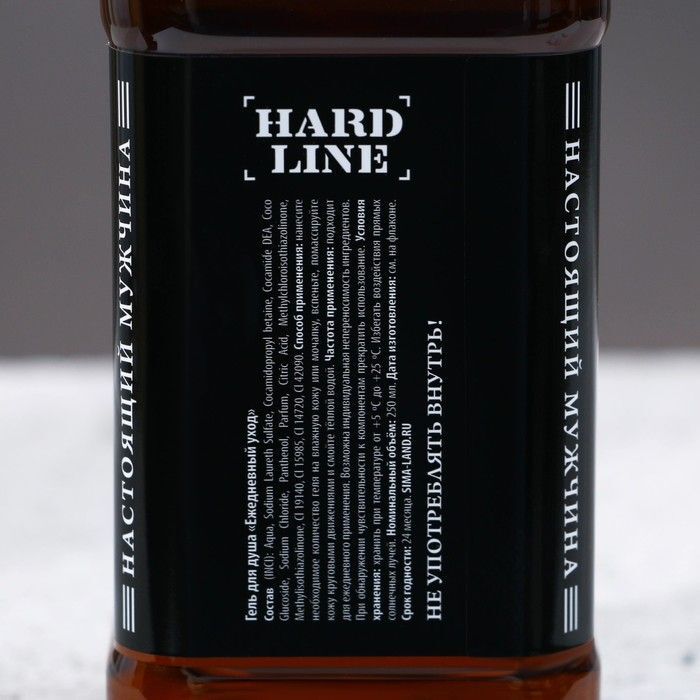 HARD
LINE
Гель для душа «Ежедневный уход»
Состав (INCI): Aqua, Sodium Laureth Sulfate, Cocamidopropyl betaine, Cocamide DEA, Coco
Glucoside, Sodium Chloride, Panthenol, Parfum, Citric Acid, Methylchloroisothiazolinone,
Methylisothiazolinone, CI 19140, CI 15985, CI 14720, CI 42090. Способ применения: нанесите
необходимое количество геля на влажную кожу или мочалку, вспеньте, помассируйте
кожу круговыми движениями и смойте тёплой водой. Частота применения: подходит
для ежедневного применения. Возможна индивидуальная непереносимость ингредиентов.
При обнаружении чувствительности к компонентам прекратить использование. Условия
хранения: хранить при температуре от +5 °C до +25 °C. Избегать воздействия прямых
солнечных лучей. Номинальный объём: 250 мл. Дата изготовления: см. на флаконе.
Срок годности: 24 месяца. SIMA-LAND.RU
НЕ УПОТРЕБЛЯТЬ ВНУТРЬ!
НАСТОЯЩИЙ МУЖЧИНА
НАСТОЯЩИЙ МУЖЧИНА